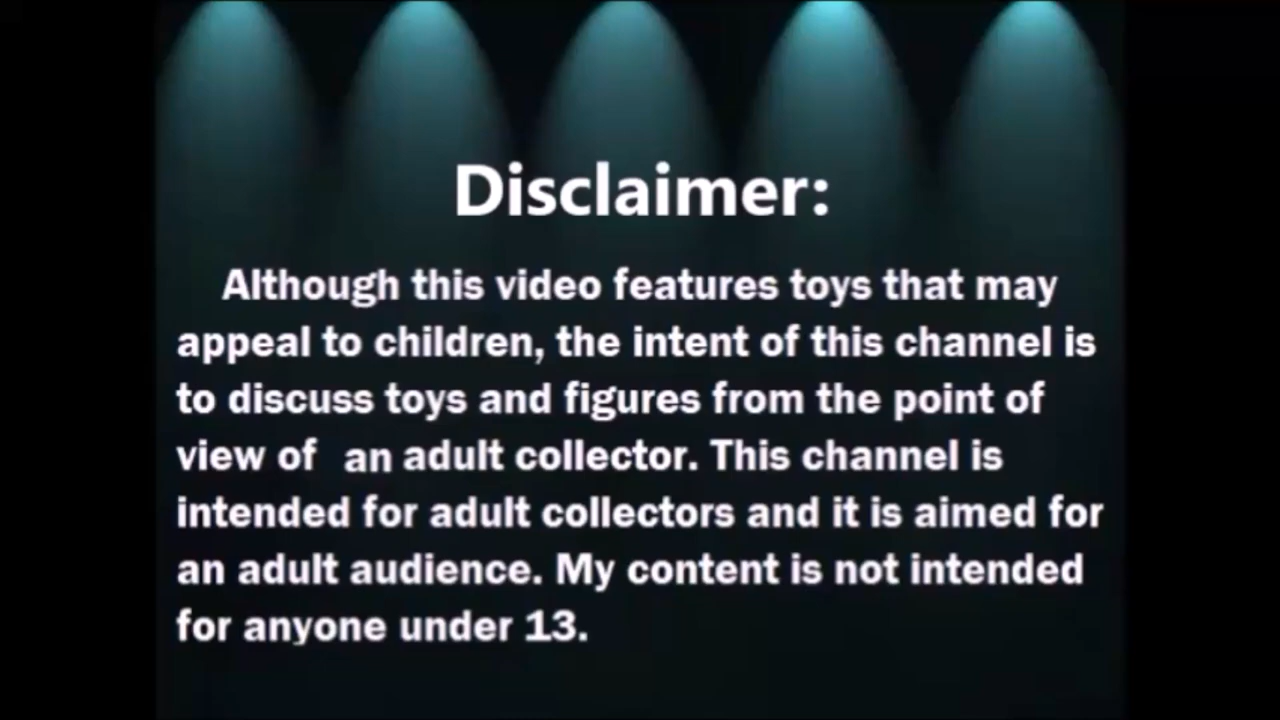 Disclaimer:
Although this video features toys that may
appeal to children, the intent of this channel is
to discuss toys and figures from the point of
view of an adult collector. This channel is
intended for adult collectors and it is aimed for
an adult audience. My content is not intended
for anyone under 13.